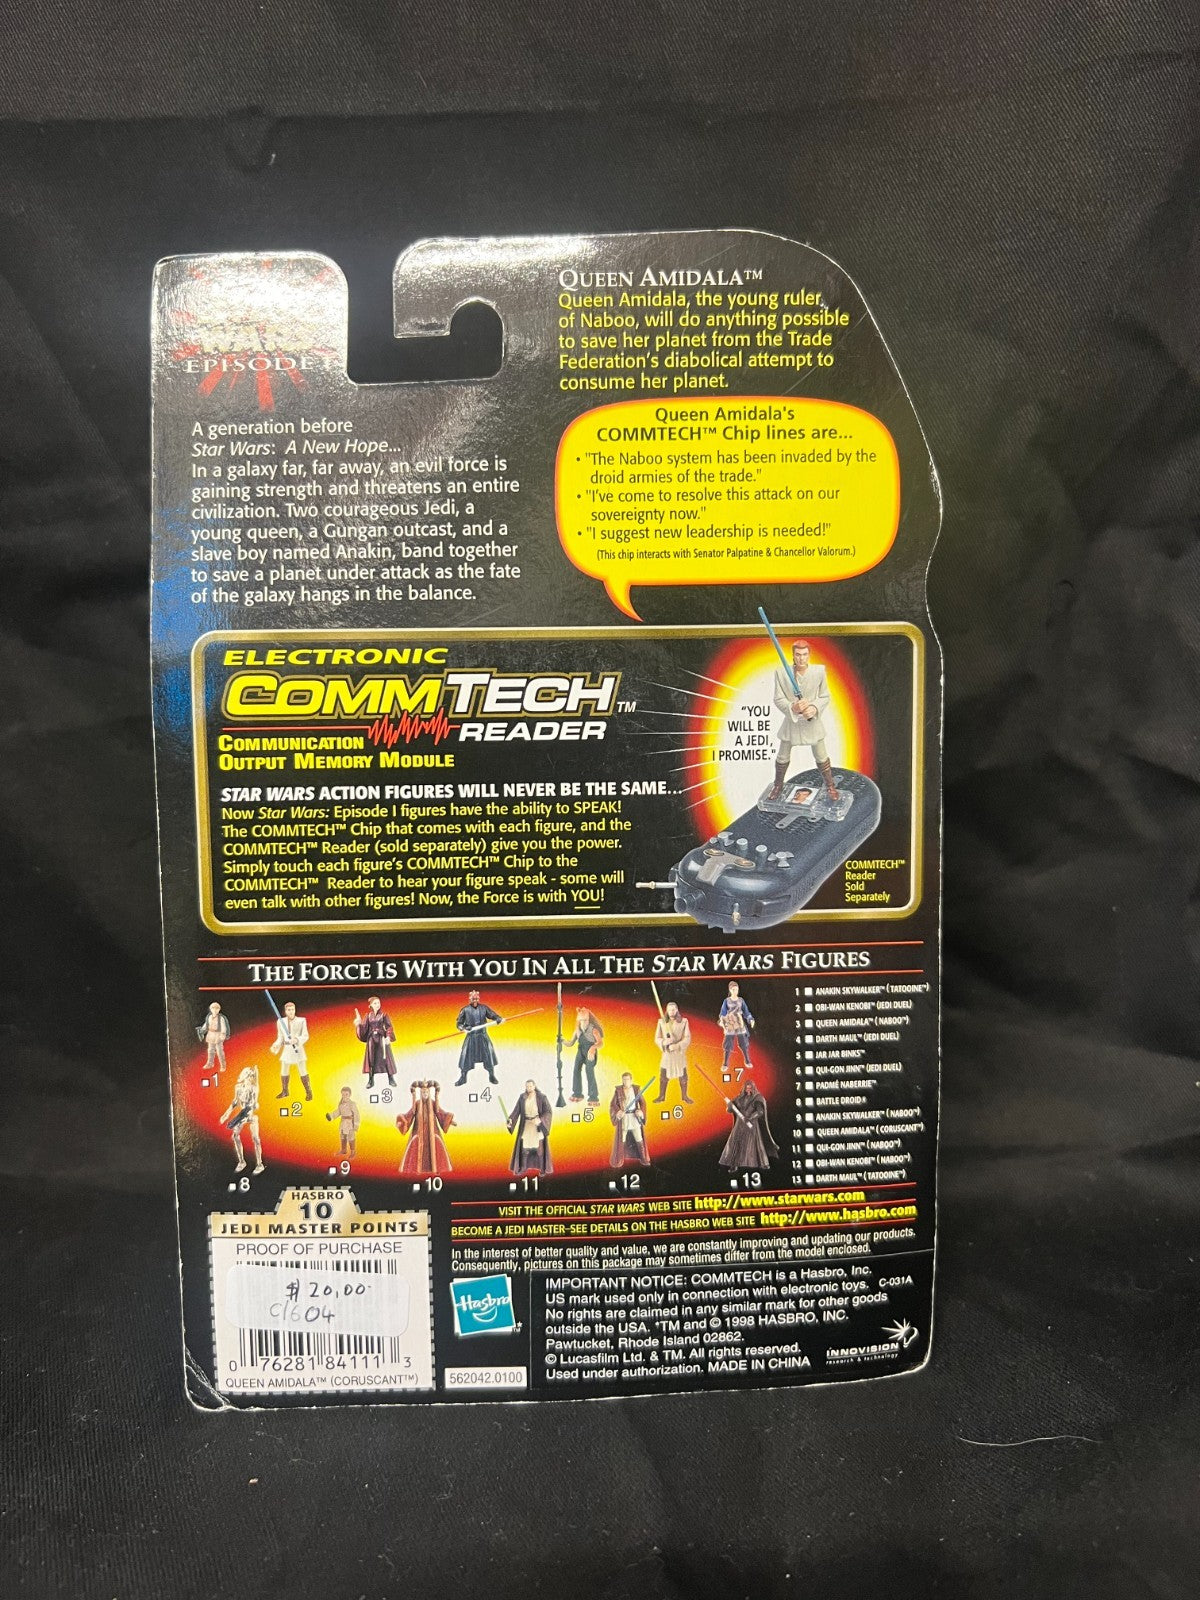 WARS
EPISODE I
A generation before
Star Wars: A New Hope...
In a galaxy far, far away, an evil force is
gaining strength and threatens an entire
civilization. Two courageous Jedi, a
young queen, a Gungan outcast, and a
slave boy named Anakin, band together
to save a planet under attack as the fate
of the galaxy hangs in the balance.
QUEEN AMIDALA™
Queen Amidala, the young ruler
of Naboo, will do anything possible
to save her planet from the Trade
Federation's diabolical attempt to
consume her planet.
Queen Amidala's
COMMTECH™ Chip lines are...
• "The Naboo system has been invaded by the
droid armies of the trade."
• "I've come to resolve this attack on our
sovereignty now."
• "I suggest new leadership is needed!"
(This chip interacts with Senator Palpatine & Chancellor Valorum.)
ELECTRONIC
COMMTECH™
READER
COMMUNICATION
OUTPUT MEMORY MODULE
STAR WARS ACTION FIGURES WILL NEVER BE THE SAME...
Now Star Wars: Episode I figures have the ability to SPEAK!
The COMMTECH™ Chip that comes with each figure, and the
COMMTECH™ Reader (sold separately) give you the power.
Simply touch each figure's COMMTECH™ Chip to the
COMMTECH™ Reader to hear your figure speak - some will
even talk with other figures! Now, the Force is with YOU!
"YOU
WILL BE
A JEDI,
I PROMISE."
COMMTECH™
Reader
Sold
Separately
THE FORCE IS WITH YOU IN ALL THE STAR WARS FIGURES
1
2
3
4
5
6
7
8
9
10
11
12
13
1 ANAKIN SKYWALKER™ (TATOOINE™)
2 OBI-WAN KENOBI™ (JEDI DUEL)
3 QUEEN AMIDALA™ (NABOO™)
4 DARTH MAUL™ (JEDI DUEL)
5 JAR JAR BINKS™
6 QUI-GON JINN™ (JEDI DUEL)
7 PADMÉ NABERRIE™
8 BATTLE DROID®
9 ANAKIN SKYWALKER™ (NABOO™)
10 QUEEN AMIDALA™ (CORUSCANT™)
11 QUI-GON JINN™ (NABOO™)
12 OBI-WAN KENOBI™ (NABOO™)
13 DARTH MAUL™ (TATOOINE™)
VISIT THE OFFICIAL STAR WARS WEB SITE http://www.starwars.com
BECOME A JEDI MASTER–SEE DETAILS ON THE HASBRO WEB SITE http://www.hasbro.com
In the interest of better quality and value, we are constantly improving and updating our products.
Consequently, pictures on this package may sometimes differ from the model enclosed.
HASBRO
10
JEDI MASTER POINTS
PROOF OF PURCHASE
$20.00
C1604
0 76281 84111 3
QUEEN AMIDALA™ (CORUSCANT™)
Hasbro
562042.0100
IMPORTANT NOTICE: COMMTECH is a Hasbro, Inc.
US mark used only in connection with electronic toys. C-031A
No rights are claimed in any similar mark for other goods
outside the USA. *TM and © 1998 HASBRO, INC.
Pawtucket, Rhode Island 02862.
© Lucasfilm Ltd. & TM. All rights reserved.
Used under authorization. MADE IN CHINA
INNOVISION
research & technology